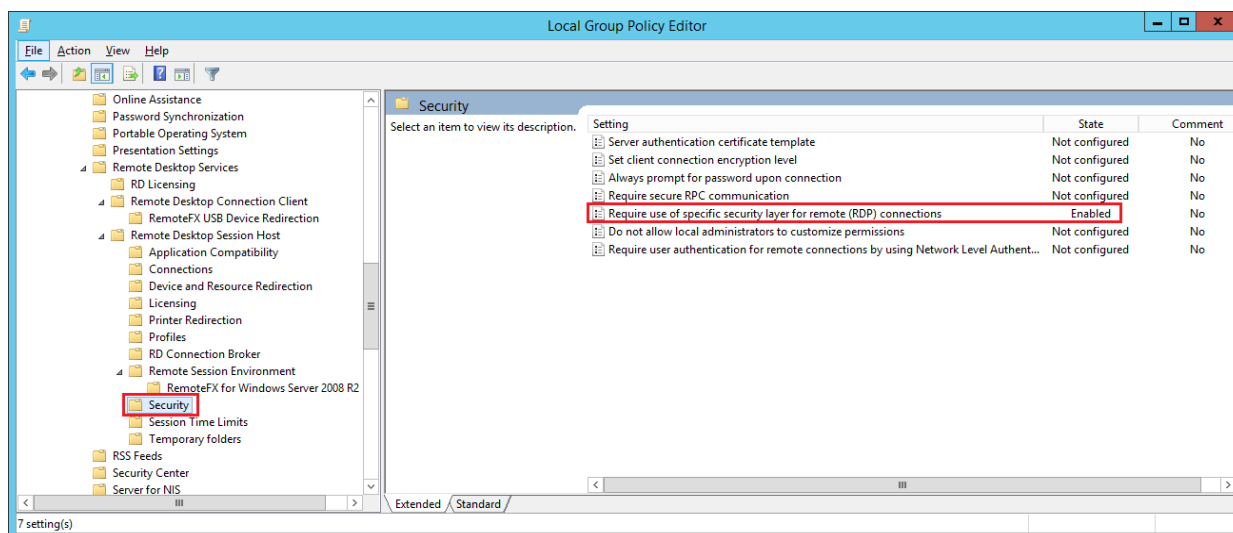 Local Group Policy Editor
File Action View Help
Online Assistance
Password Synchronization
Portable Operating System
Presentation Settings
Remote Desktop Services
RD Licensing
Remote Desktop Connection Client
RemoteFX USB Device Redirection
Remote Desktop Session Host
Application Compatibility
Connections
Device and Resource Redirection
Licensing
Printer Redirection
Profiles
RD Connection Broker
Remote Session Environment
RemoteFX for Windows Server 2008 R2
Security
Session Time Limits
Temporary folders
RSS Feeds
Security Center
Server for NIS
Security
Select an item to view its description.
Setting State Comment
Server authentication certificate template Not configured No
Set client connection encryption level Not configured No
Always prompt for password upon connection Not configured No
Require secure RPC communication Not configured No
Require use of specific security layer for remote (RDP) connections Enabled No
Do not allow local administrators to customize permissions Not configured No
Require user authentication for remote connections by using Network Level Authent... Not configured No
Extended Standard
7 setting(s)